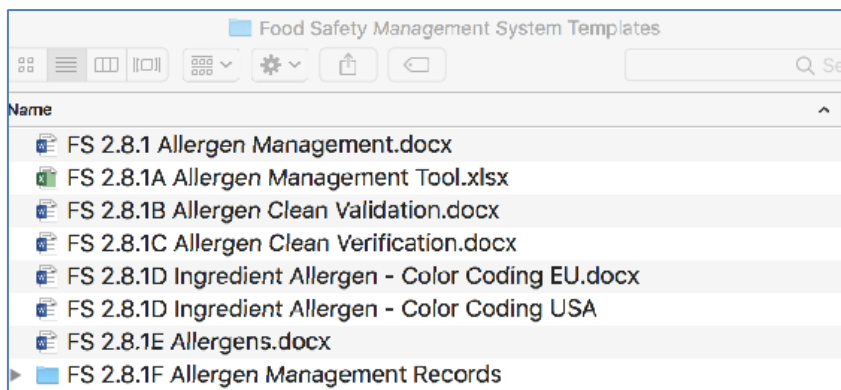 Food Safety Management System Templates
Se
Name
FS 2.8.1 Allergen Management.docx
FS 2.8.1A Allergen Management Tool.xlsx
FS 2.8.1B Allergen Clean Validation.docx
FS 2.8.1C Allergen Clean Verification.docx
FS 2.8.1D Ingredient Allergen - Color Coding EU.docx
FS 2.8.1D Ingredient Allergen - Color Coding USA
FS 2.8.1E Allergens.docx
FS 2.8.1F Allergen Management Records